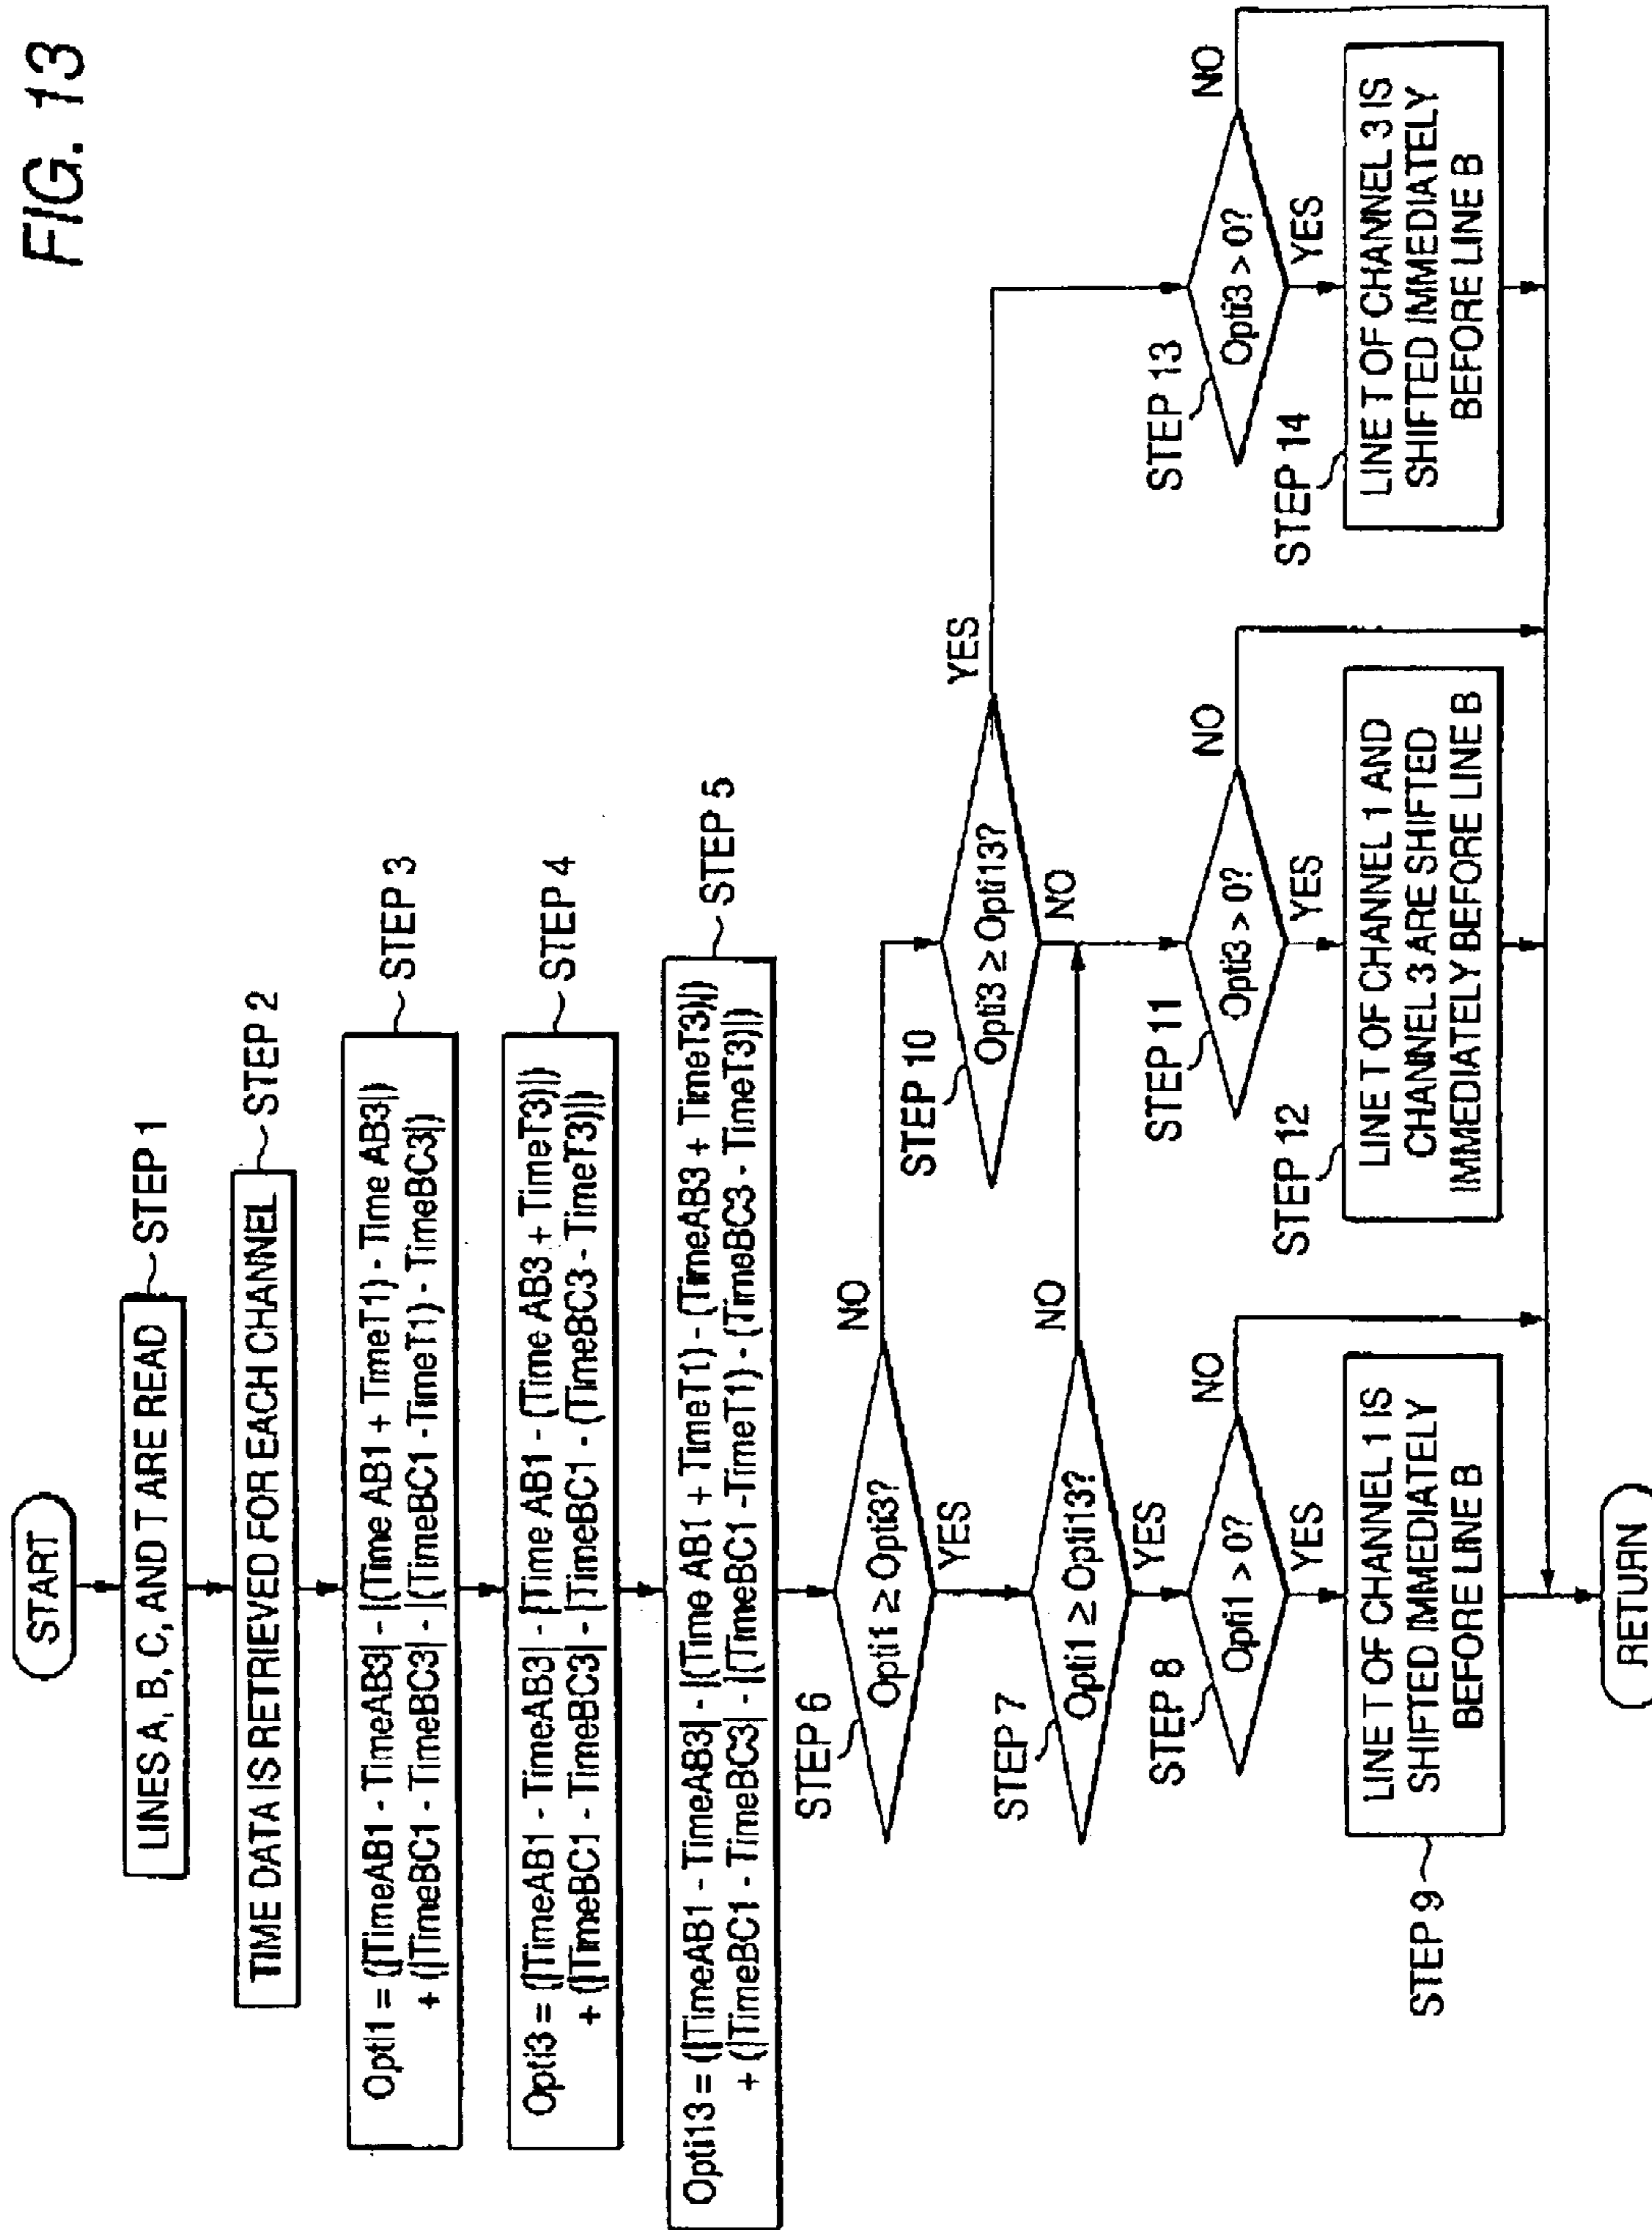 FIG. 13
START
LINES A, B, C, AND T ARE READ
STEP 1
TIME DATA IS RETRIEVED FOR EACH CHANNEL
STEP 2
Opti1 = (|TimeAB1 - TimeAB3| - |(Time AB1 + TimeT1) - Time AB3|)
+ (|TimeBC1 - TimeBC3| - |(TimeBC1 -TimeT1) - TimeBC3|)
STEP 3
Opti3 = (|TimeAB1 - TimeAB3| - |Time AB1 - (Time AB3 + TimeT3)|)
+ (|TimeBC1 - TimeBC3| - |TimeBC1 - (TimeBC3 - TimeT3)|)
STEP 4
Opti13 = (|TimeAB1 - TimeAB3| - |(Time AB1 + TimeT1) - (TimeAB3 + TimeT3)|)
+ (|TimeBC1 - TimeBC3| - |(TimeBC1 -TimeT1) - (TimeBC3 - TimeT3)|)
STEP 5
STEP 6
Opti1 ≥ Opti3?
NO
YES
STEP 7
Opti1 ≥ Opti13?
NO
YES
STEP 8
Opti1 > 0?
NO
YES
STEP 9
LINE T OF CHANNEL 1 IS
SHIFTED IMMEDIATELY
BEFORE LINE B
STEP 10
Opti3 ≥ Opti13?
YES
NO
STEP 11
Opti3 > 0?
NO
YES
STEP 12
LINE T OF CHANNEL 1 AND
CHANNEL 3 ARE SHIFTED
IMMEDIATELY BEFORE LINE B
STEP 13
Opti3 > 0?
NO
YES
STEP 14
LINE T OF CHANNEL 3 IS
SHIFTED IMMEDIATELY
BEFORE LINE B
RETURN